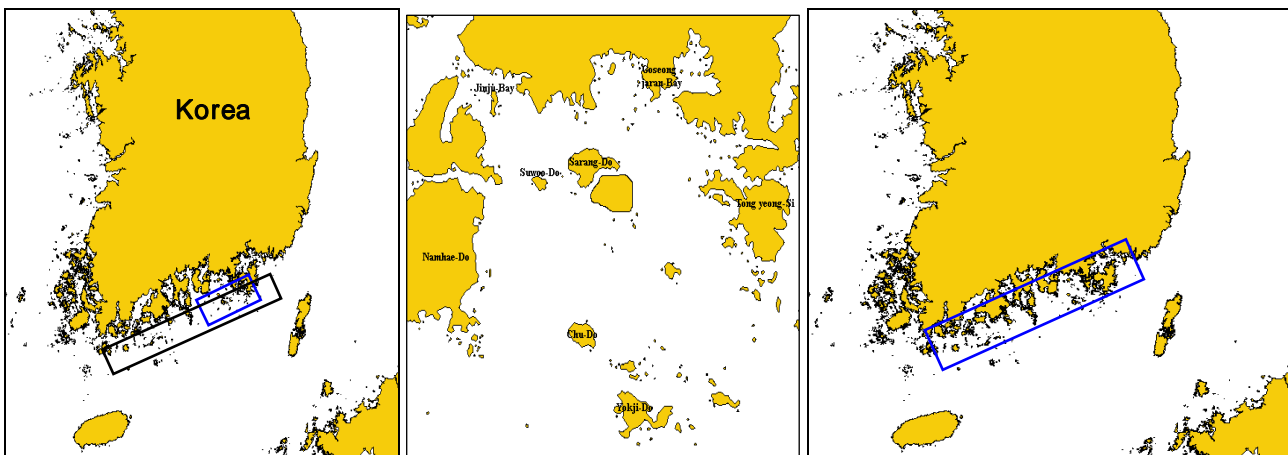 Korea
Goseong
jaran-Bay
Jinju-Bay
Sarang-Do
Suwoo-Do
Tong yeong-Si
Namhae-Do
Chu-Do
Yokji-Do